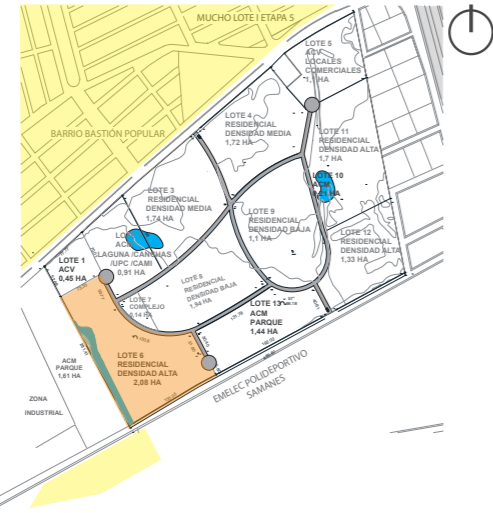 MUCHO LOTE I ETAPA 5
BARRIO BASTIÓN POPULAR
LOTE 5
ACV
LOCALES
COMERCIALES
LOTE 4
RESIDENCIAL
DENSIDAD MEDIA
1,72 HA
LOTE 11
RESIDENCIAL
DENSIDAD ALTA
1,7 HA
LOTE 10
ACM
HA
LOTE 3
RESIDENCIAL
DENSIDAD MEDIA
1,74 HA
LOTE 9
RESIDENCIAL
DENSIDAD BAJA
1,1 HA
LOTE 12
RESIDENCIAL
DENSIDAD ALTA
1,33 HA
LAGUNA /CANCHAS
/UPC /CAMI
0,91 HA
LOTE 1
ACV
0,45 HA
RESIDENCIAL
DENSIDAD BAJA
1,94 HA
LOTE 7
COMPLEJO
0,14 HA
LOTE 13
ACM
PARQUE
1,44 HA
LOTE 6
RESIDENCIAL
DENSIDAD ALTA
2,08 HA
ACM
PARQUE
1,61 HA
ZONA
INDUSTRIAL
EMELEC POLIDEPORTIVO
SAMANES